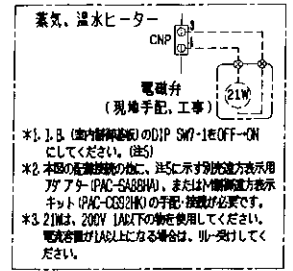 蒸気、温水ヒーター
CNP
3
1
電磁弁
(現地手配、工事)
21W
*1. I.B. (室内制御基板)のDIP SW7-1をOFF→ON
にしてください。(注5)
*2. 本図の配線接続の他に、注5に示す別売遠方表示用
アダプター(PAC-SA88HA)、またはM制御遠方表示
キット(PAC-CG92HK)の手配・接続が必要です。
*3. 21Wは、200V 1A以下の物を使用してください。
電流容量が1A以上になる場合は、リレー受けしてく
ださい。